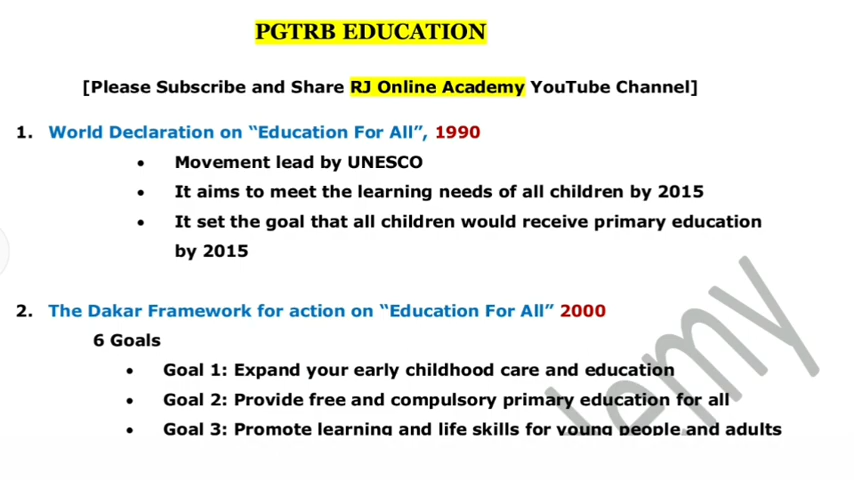 PGTRB EDUCATION
[Please Subscribe and Share RJ Online Academy YouTube Channel]
1. World Declaration on “Education For All”, 1990
• Movement lead by UNESCO
• It aims to meet the learning needs of all children by 2015
• It set the goal that all children would receive primary education
by 2015
2. The Dakar Framework for action on “Education For All” 2000
6 Goals
• Goal 1: Expand your early childhood care and education
• Goal 2: Provide free and compulsory primary education for all
• Goal 3: Promote learning and life skills for young people and adults